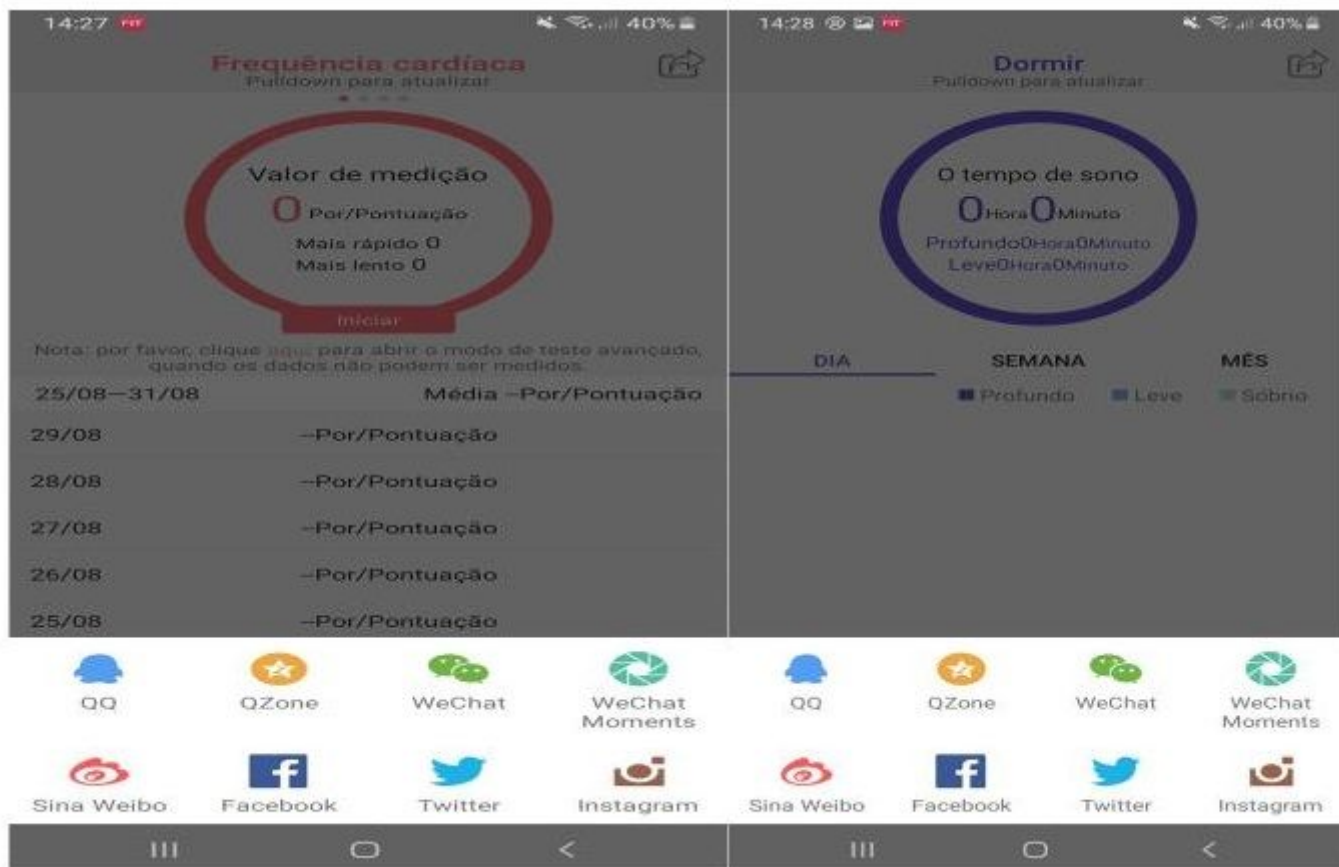 14:27 FIT 40%
Frequência cardíaca
Pulldown para atualizar
Valor de medição
0 Por/Pontuação
Mais rápido 0
Mais lento 0
Iniciar
Nota: por favor, clique aqui para abrir o modo de teste avançado,
quando os dados não podem ser medidos.
25/08—31/08 Média --Por/Pontuação
29/08 --Por/Pontuação
28/08 --Por/Pontuação
27/08 --Por/Pontuação
26/08 --Por/Pontuação
25/08 --Por/Pontuação
QQ QZone WeChat WeChat
Moments
Sina Weibo Facebook Twitter Instagram
14:28 FIT 40%
Dormir
Pulldown para atualizar
O tempo de sono
0Hora0Minuto
Profundo0Hora0Minuto
Leve0Hora0Minuto
DIA SEMANA MÊS
Profundo Leve Sóbrio
QQ QZone WeChat WeChat
Moments
Sina Weibo Facebook Twitter Instagram